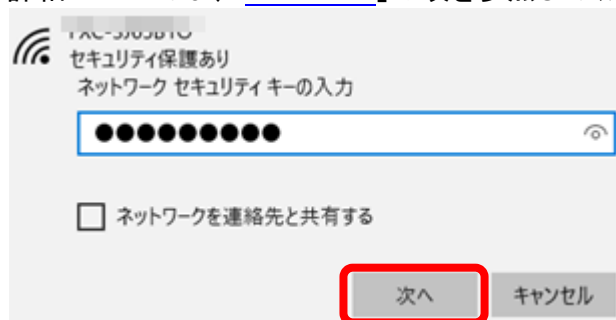 セキュリティ保護あり
ネットワーク セキュリティ キーの入力
●●●●●●●●●
ネットワークを連絡先と共有する
次へ キャンセル